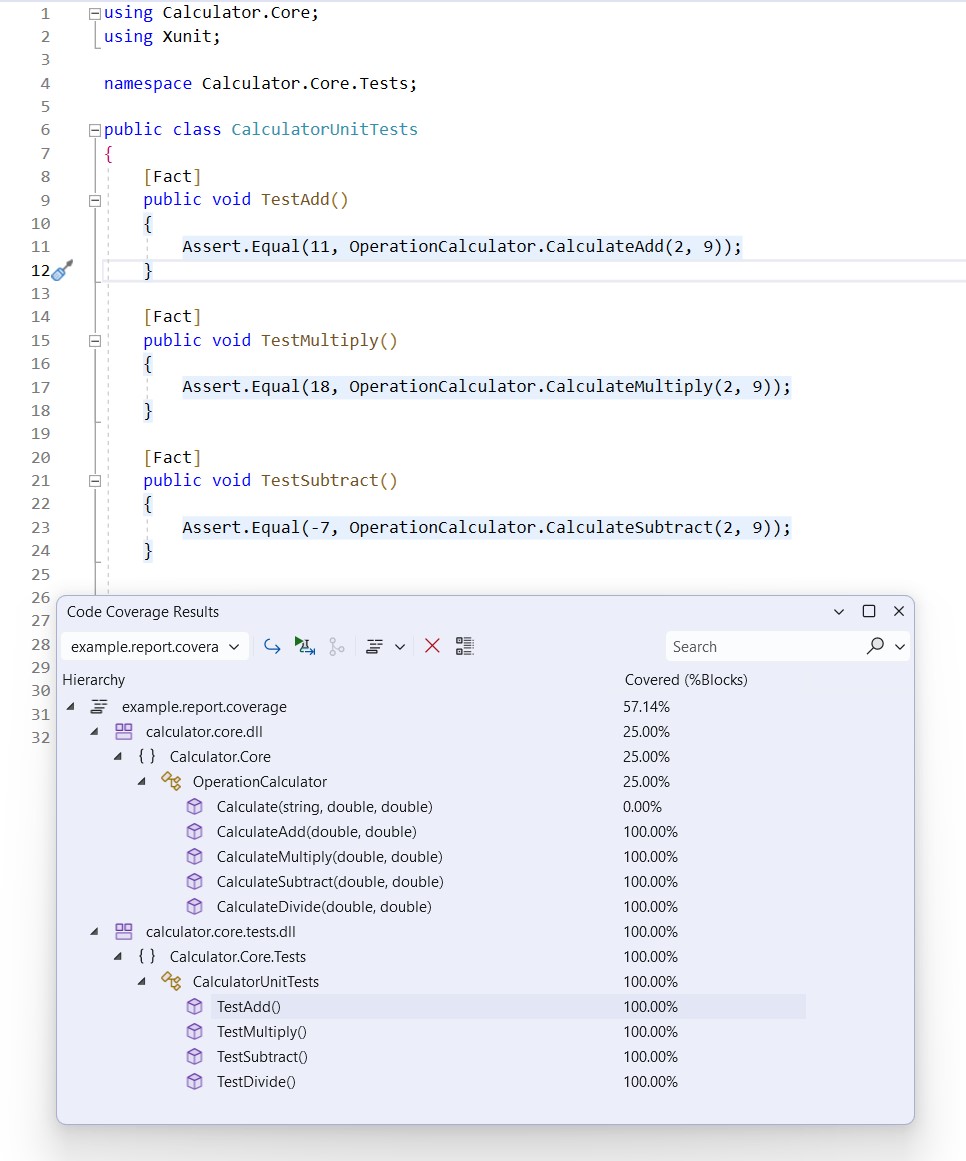 1 using Calculator.Core;
2 using Xunit;
3
4 namespace Calculator.Core.Tests;
5
6 public class CalculatorUnitTests
7 {
8 [Fact]
9 public void TestAdd()
10 {
11 Assert.Equal(11, OperationCalculator.CalculateAdd(2, 9));
12 }
13
14 [Fact]
15 public void TestMultiply()
16 {
17 Assert.Equal(18, OperationCalculator.CalculateMultiply(2, 9));
18 }
19
20 [Fact]
21 public void TestSubtract()
22 {
23 Assert.Equal(-7, OperationCalculator.CalculateSubtract(2, 9));
24 }
25
26
27
28
29
30
31
32
Code Coverage Results
example.report.covera
Search
Hierarchy Covered (%Blocks)
example.report.coverage 57.14%
calculator.core.dll 25.00%
{ } Calculator.Core 25.00%
OperationCalculator 25.00%
Calculate(string, double, double) 0.00%
CalculateAdd(double, double) 100.00%
CalculateMultiply(double, double) 100.00%
CalculateSubtract(double, double) 100.00%
CalculateDivide(double, double) 100.00%
calculator.core.tests.dll 100.00%
{ } Calculator.Core.Tests 100.00%
CalculatorUnitTests 100.00%
TestAdd() 100.00%
TestMultiply() 100.00%
TestSubtract() 100.00%
TestDivide() 100.00%